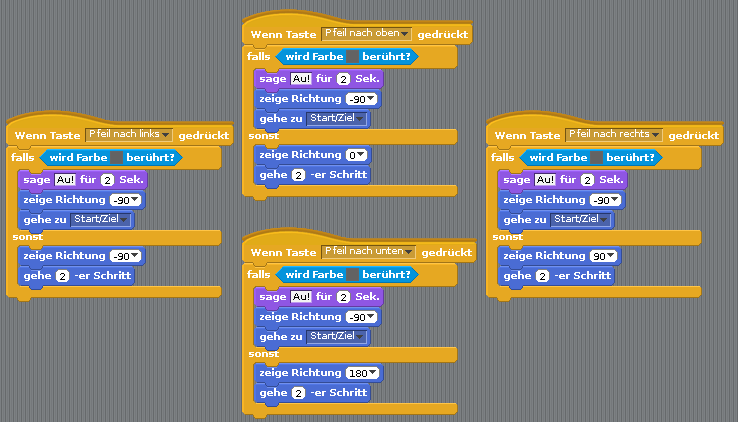 Wenn Taste Pfeil nach oben gedrückt
falls wird Farbe berührt?
sage Au! für 2 Sek.
zeige Richtung -90
gehe zu Start/Ziel
sonst
zeige Richtung 0
gehe 2 -er Schritt
Wenn Taste Pfeil nach links gedrückt
falls wird Farbe berührt?
sage Au! für 2 Sek.
zeige Richtung -90
gehe zu Start/Ziel
sonst
zeige Richtung -90
gehe 2 -er Schritt
Wenn Taste Pfeil nach rechts gedrückt
falls wird Farbe berührt?
sage Au! für 2 Sek.
zeige Richtung -90
gehe zu Start/Ziel
sonst
zeige Richtung 90
gehe 2 -er Schritt
Wenn Taste Pfeil nach unten gedrückt
falls wird Farbe berührt?
sage Au! für 2 Sek.
zeige Richtung -90
gehe zu Start/Ziel
sonst
zeige Richtung 180
gehe 2 -er Schritt